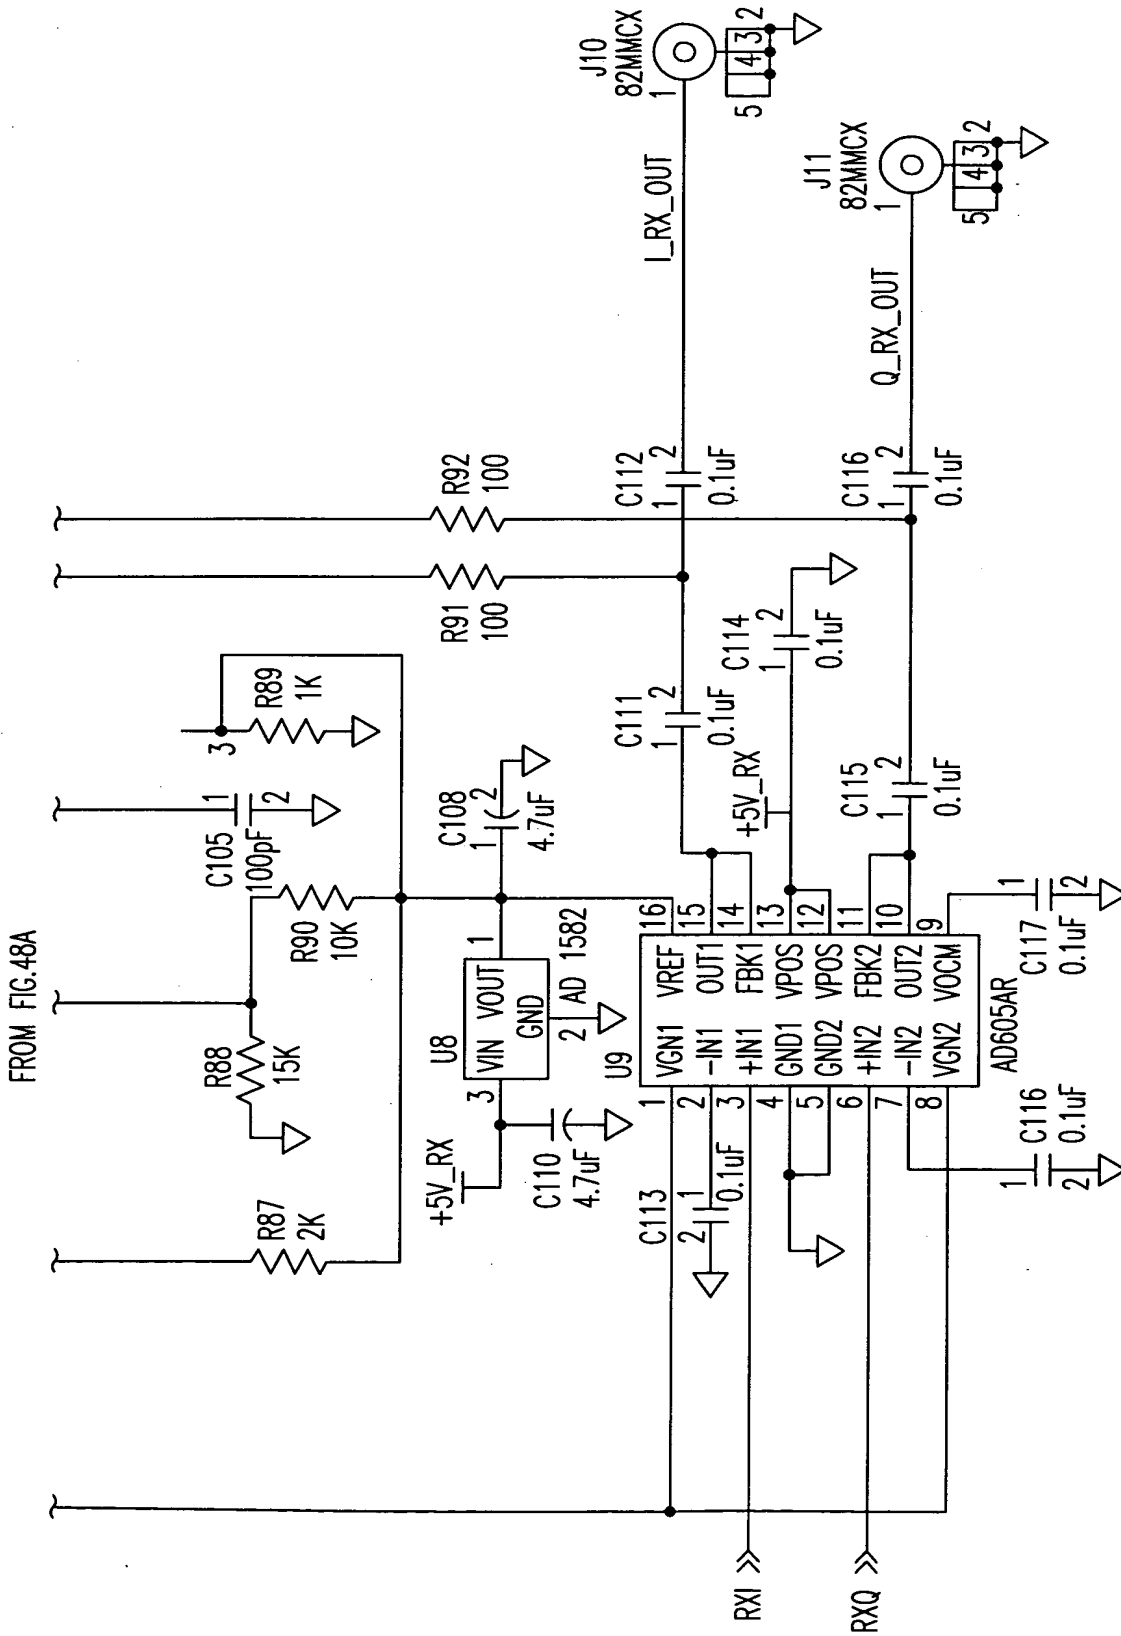 FROM FIG.48A
R87
2K
R88
15K
R90
10K
C105
100pF
1
2
3
R89
1K
R91
100
R92
100
+5V_RX
C110
4.7uF
U8
3
VIN VOUT
GND
1
2
AD 1582
C108
1
2
4.7uF
U9
1
2
3
4
5
6
7
8
VGN1
-IN1
+IN1
GND1
GND2
+IN2
-IN2
VGN2
VREF
OUT1
FBK1
VPOS
VPOS
FBK2
OUT2
VOCM
16
15
14
13
12
11
10
9
AD605AR
C113
2
1
0.1uF
RXI
RXQ
C116
0.1uF
1
2
C117
0.1uF
1
2
C111
1
2
0.1uF
+5V_RX
C114
1
2
0.1uF
C115
1
2
0.1uF
C112
1
2
0.1uF
C116
1
2
0.1uF
I_RX_OUT
Q_RX_OUT
J10
82MMCX
1
5
4
3
2
J11
82MMCX
1
5
4
3
2